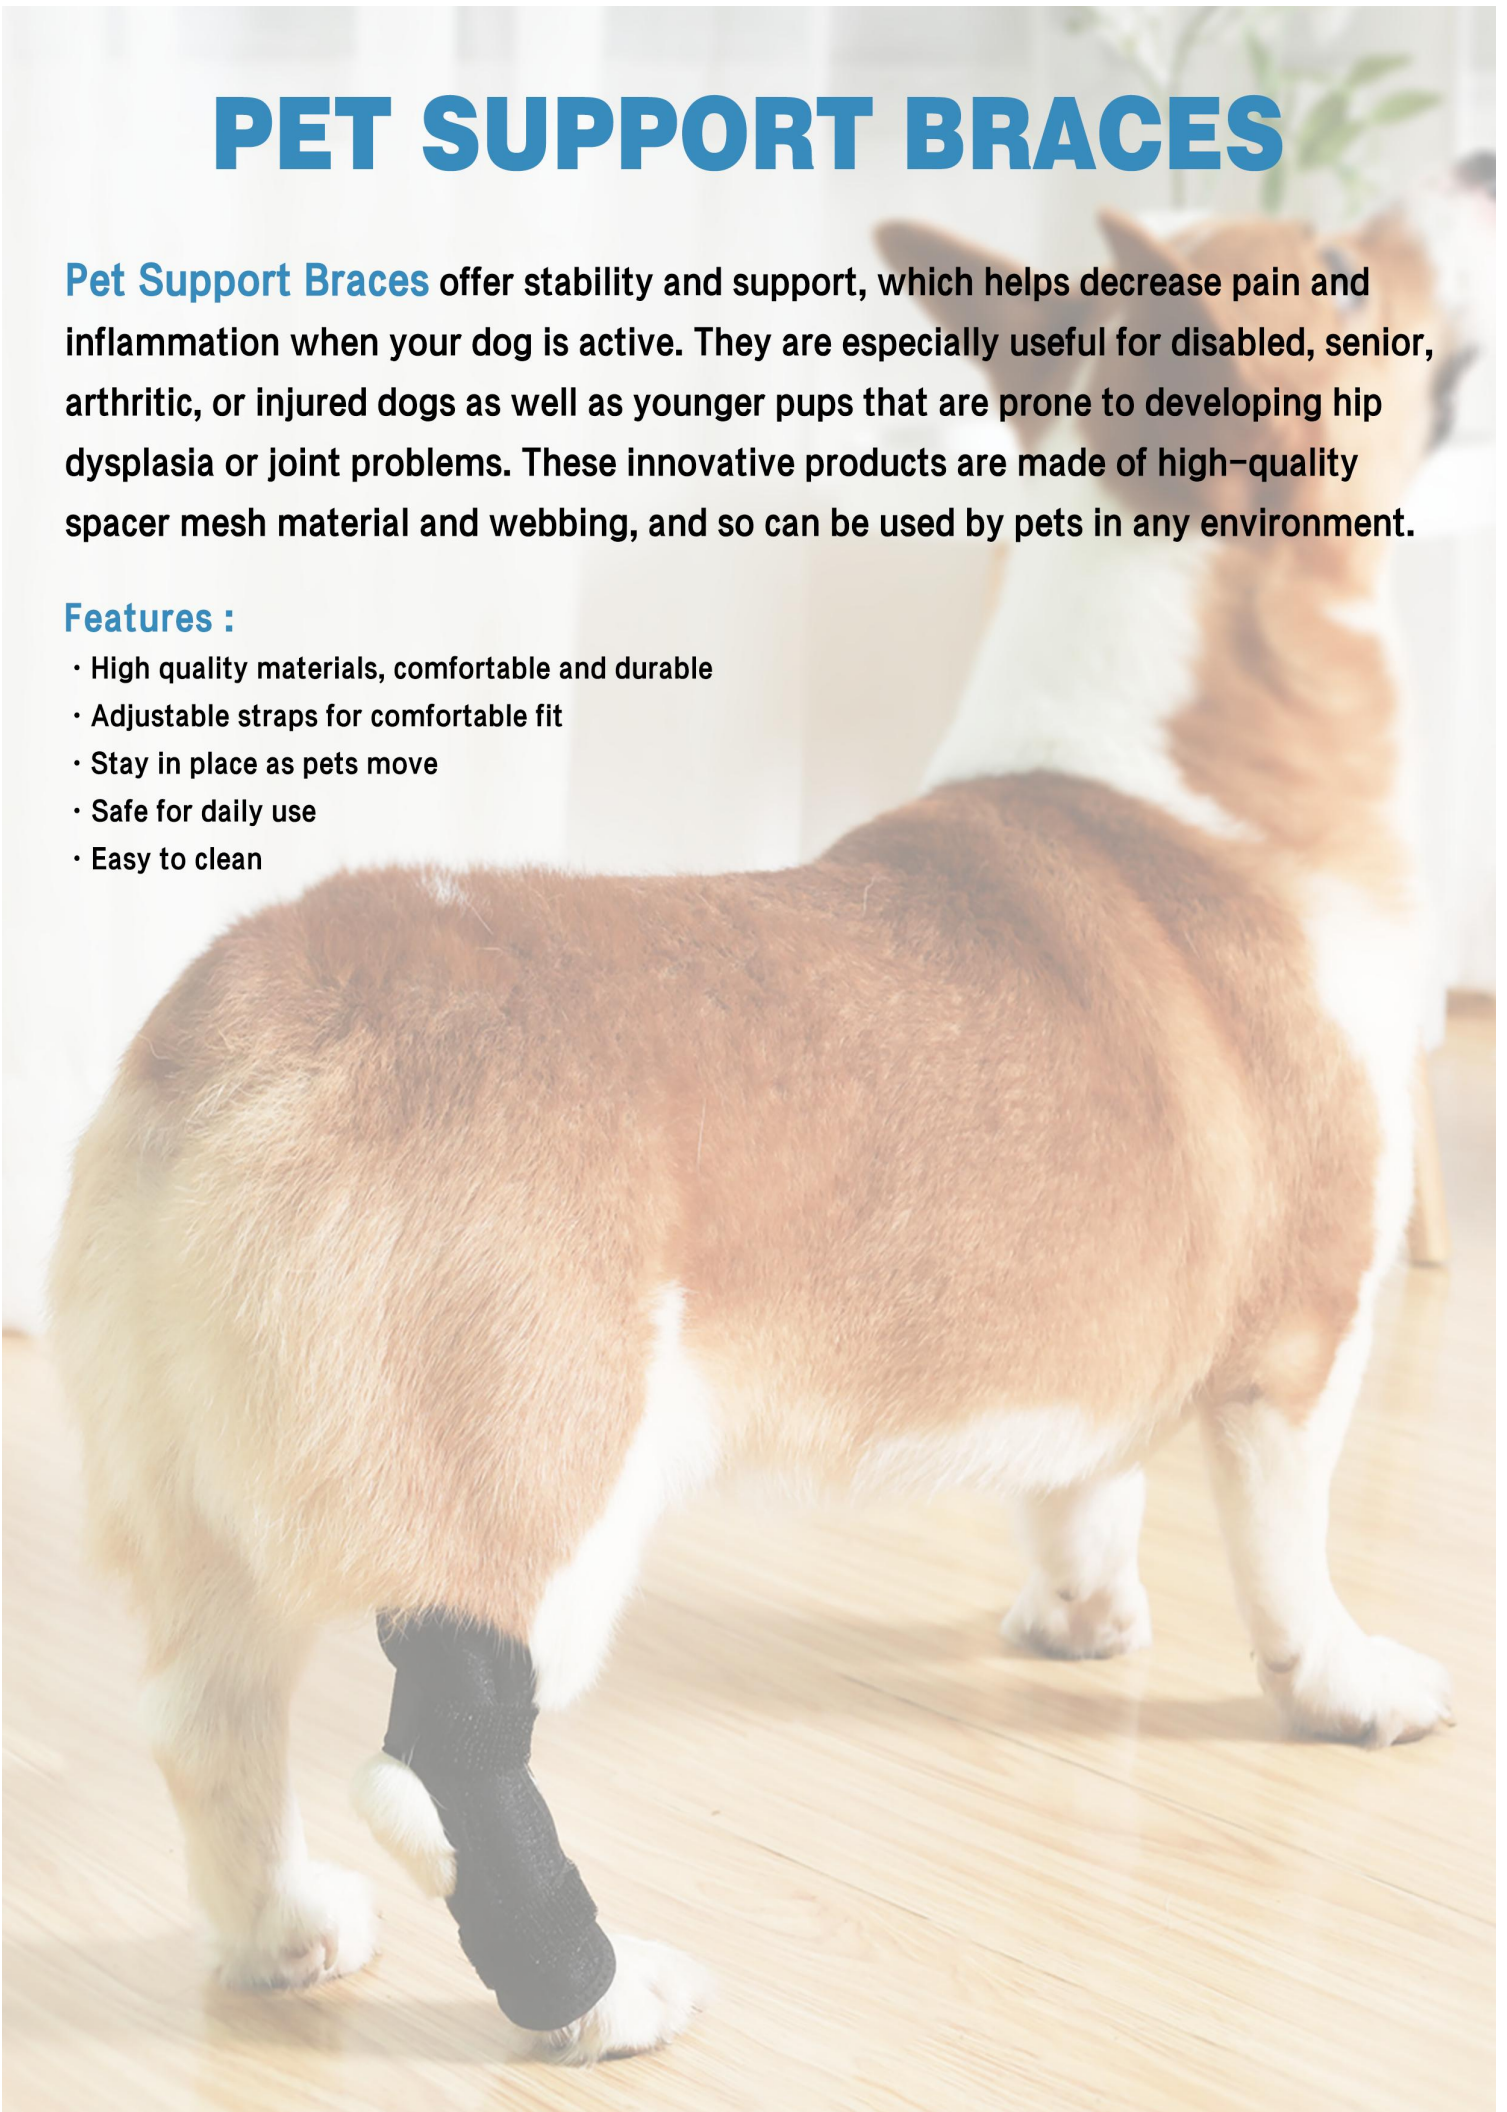 PET SUPPORT BRACES
Pet Support Braces offer stability and support, which helps decrease pain and
inflammation when your dog is active. They are especially useful for disabled, senior,
arthritic, or injured dogs as well as younger pups that are prone to developing hip
dysplasia or joint problems. These innovative products are made of high-quality
spacer mesh material and webbing, and so can be used by pets in any environment.
Features :
· High quality materials, comfortable and durable
· Adjustable straps for comfortable fit
· Stay in place as pets move
· Safe for daily use
· Easy to clean